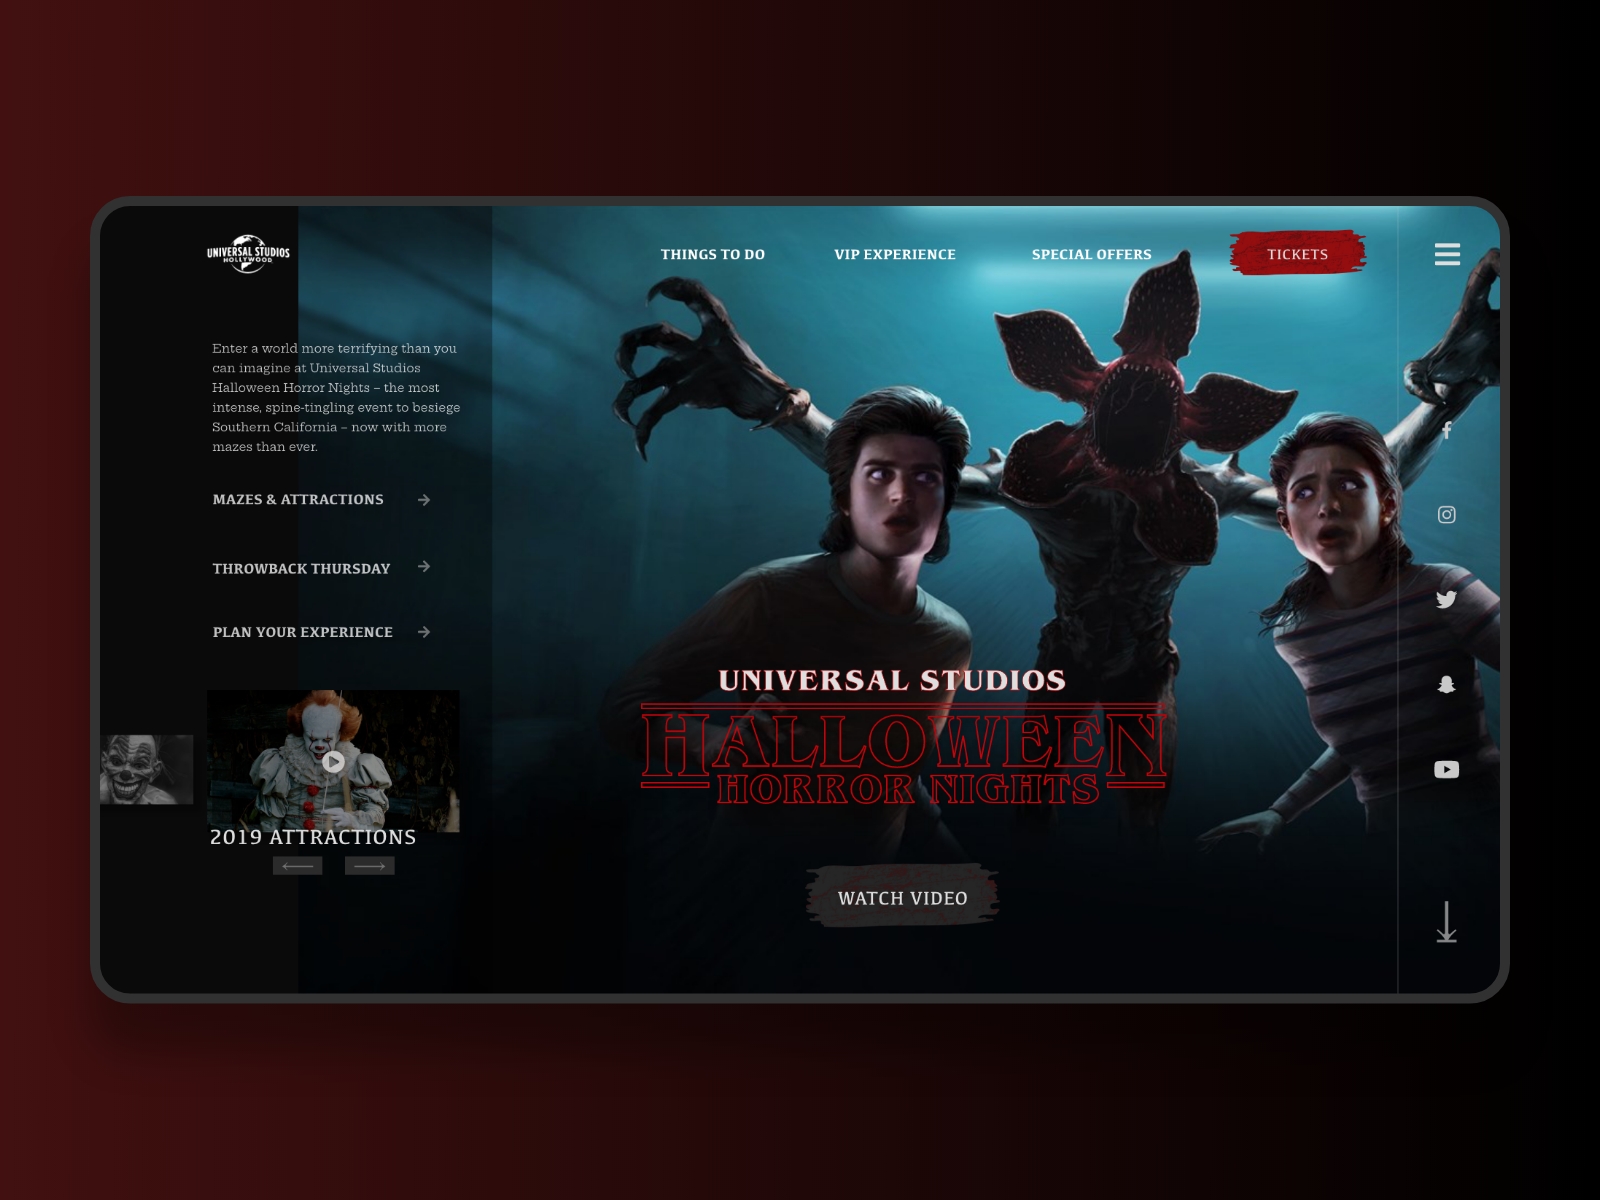 UNIVERSAL STUDIOS
HOLLYWOOD
THINGS TO DO
VIP EXPERIENCE
SPECIAL OFFERS
TICKETS
Enter a world more terrifying than you
can imagine at Universal Studios
Halloween Horror Nights – the most
intense, spine-tingling event to besiege
Southern California – now with more
mazes than ever.
MAZES & ATTRACTIONS
THROWBACK THURSDAY
PLAN YOUR EXPERIENCE
2019 ATTRACTIONS
UNIVERSAL STUDIOS
HALLOWEEN
HORROR NIGHTS
WATCH VIDEO